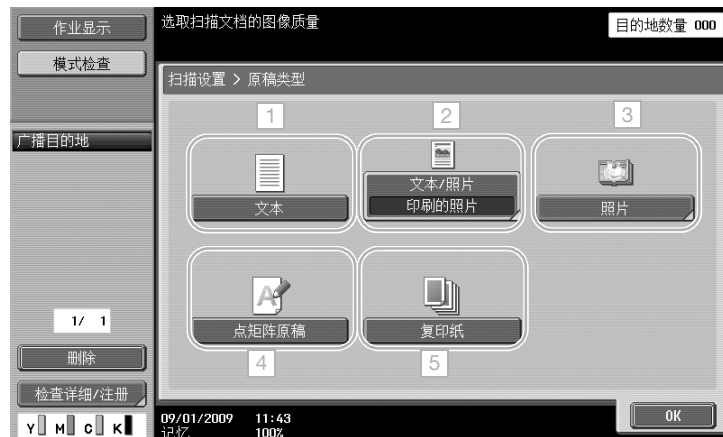 作业显示
选取扫描文档的图像质量
目的地数量 000
模式检查
扫描设置 > 原稿类型
1
2
3
广播目的地
文本
文本/照片
印刷的照片
照片
点矩阵原稿
复印纸
4
5
1/ 1
删除
检查详细/注册
Y M C K
09/01/2009 11:43
记忆 100%
OK